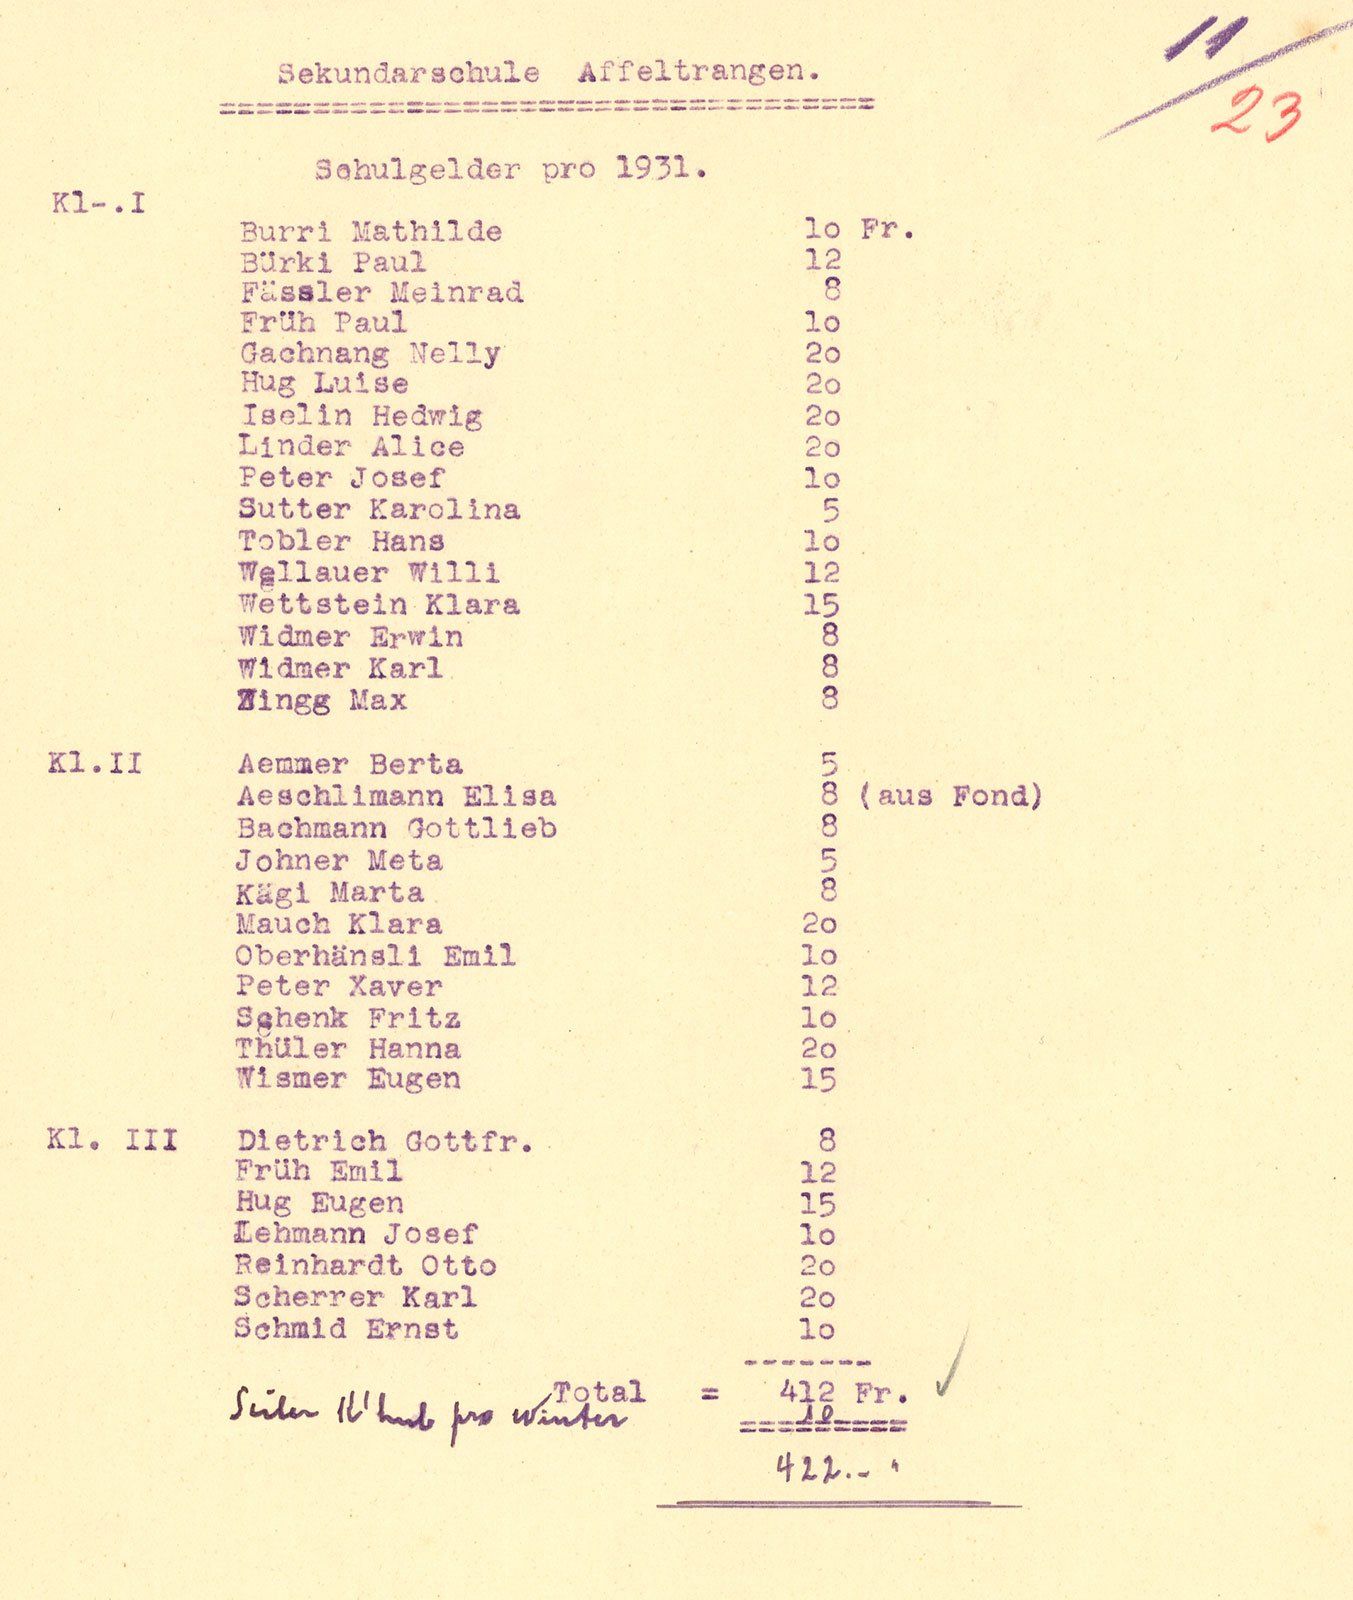 11
23
Sekundarschule Affeltrangen.
===================================
Schulgelder pro 1931.
Kl-.I
Burri Mathilde 1o Fr.
Bürki Paul 12
Fässler Meinrad 8
Früh Paul 1o
Gachnang Nelly 2o
Hug Luise 2o
Iselin Hedwig 2o
Linder Alice 2o
Peter Josef 1o
Sutter Karolina 5
Tobler Hans 1o
Wellauer Willi 12
Wettstein Klara 15
Widmer Erwin 8
Widmer Karl 8
Zingg Max 8
Kl.II Aemmer Berta 5
Aeschlimann Elisa 8 (aus Fond)
Bachmann Gottlieb 8
Johner Meta 5
Kägi Marta 8
Mauch Klara 2o
Oberhänsli Emil 1o
Peter Xaver 12
Schenk Fritz 1o
Thüler Hanna 2o
Wismer Eugen 15
Kl. III Dietrich Gottfr. 8
Früh Emil 12
Hug Eugen 15
Lehmann Josef 1o
Reinhardt Otto 2o
Scherrer Karl 2o
Schmid Ernst 1o
-------
Total = 412 Fr. ✓
pro Winter 10
=========
422.-